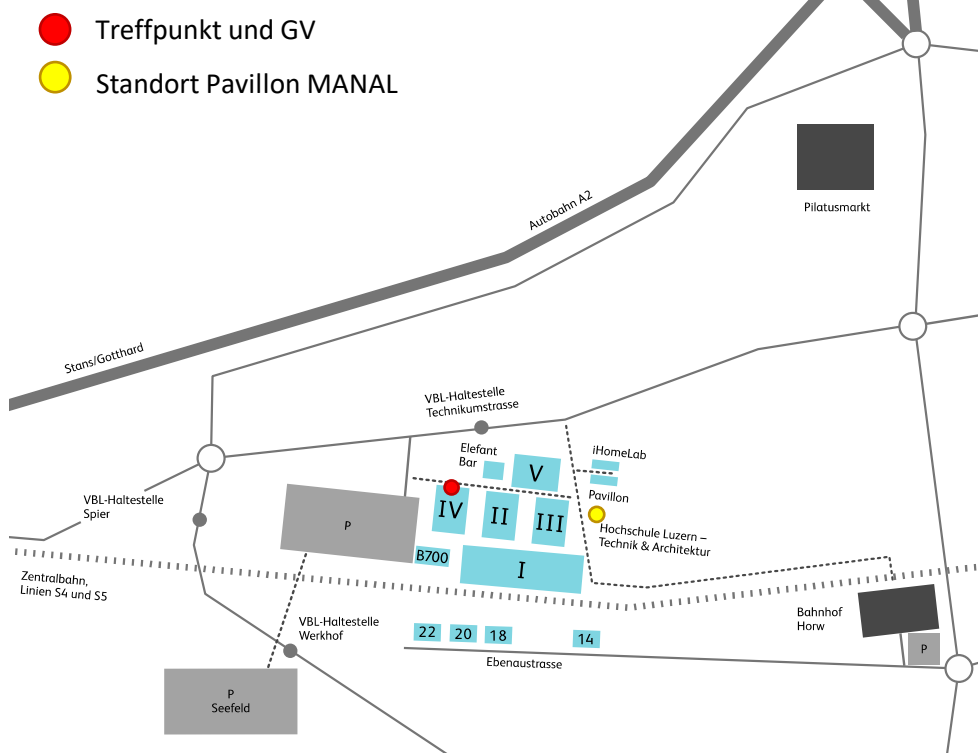 Treffpunkt und GV
Standort Pavillon MANAL
Pilatusmarkt
Autobahn A2
Stans/Gotthard
VBL-Haltestelle
Technikumstrasse
Elefant
Bar
V
iHomeLab
Pavillon
VBL-Haltestelle
Spier
P
IV
II
III
Hochschule Luzern –
Technik & Architektur
B700
I
Zentralbahn,
Linien S4 und S5
VBL-Haltestelle
Werkhof
22
20
18
14
Bahnhof
Horw
P
Ebenaustrasse
P
Seefeld